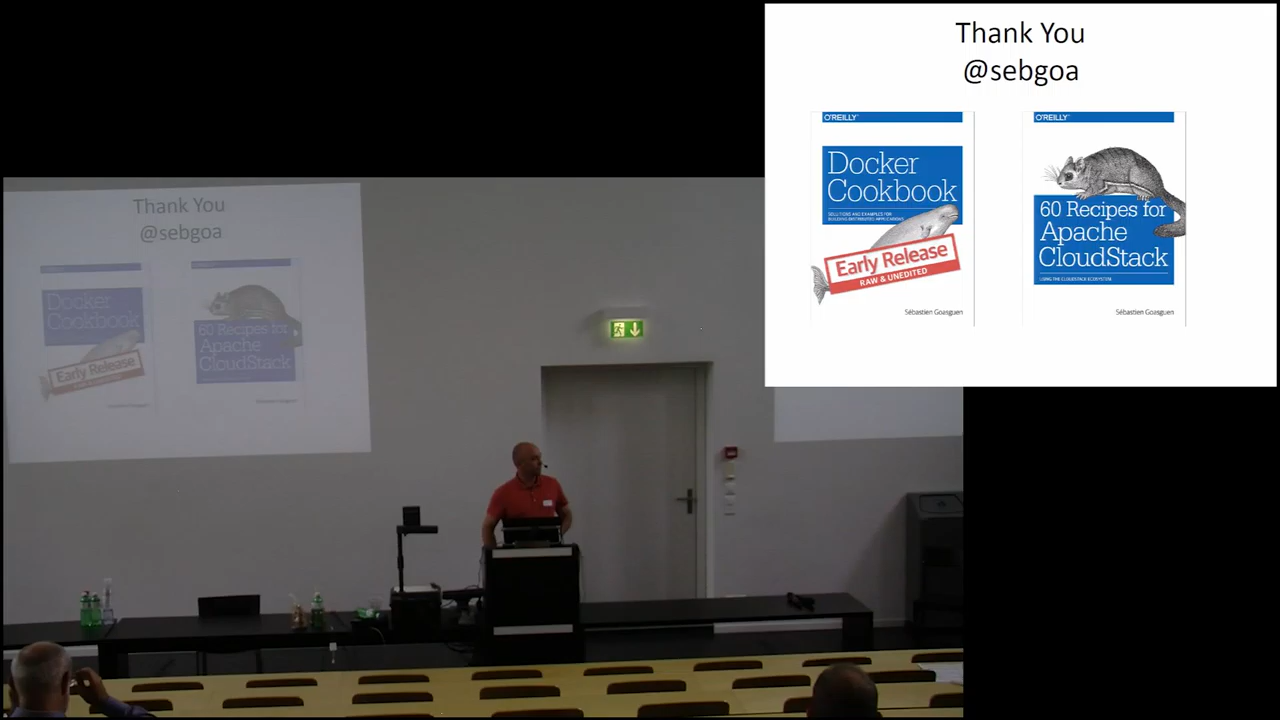 Thank You
@sebgoa
O'REILLY
Docker
Cookbook
SOLUTIONS AND EXAMPLES FOR
BUILDING DISTRIBUTED APPLICATIONS
Early Release
RAW & UNEDITED
Sébastien Goasguen
O'REILLY
60 Recipes for
Apache
CloudStack
USING THE CLOUDSTACK ECOSYSTEM
Sébastien Goasguen
Thank You
@sebgoa
Docker
Cookbook
Early Release
RAW & UNEDITED
60 Recipes for
Apache
CloudStack